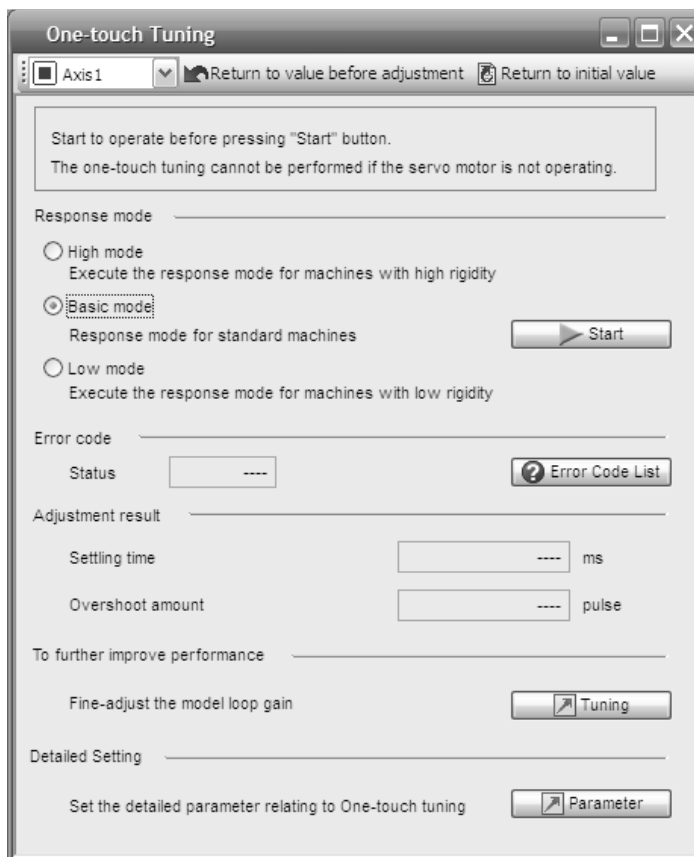 One-touch Tuning
Axis1 Return to value before adjustment Return to initial value
Start to operate before pressing "Start" button.
The one-touch tuning cannot be performed if the servo motor is not operating.
Response mode
High mode
Execute the response mode for machines with high rigidity
Basic mode
Response mode for standard machines Start
Low mode
Execute the response mode for machines with low rigidity
Error code
Status ---- Error Code List
Adjustment result
Settling time ---- ms
Overshoot amount ---- pulse
To further improve performance
Fine-adjust the model loop gain Tuning
Detailed Setting
Set the detailed parameter relating to One-touch tuning Parameter